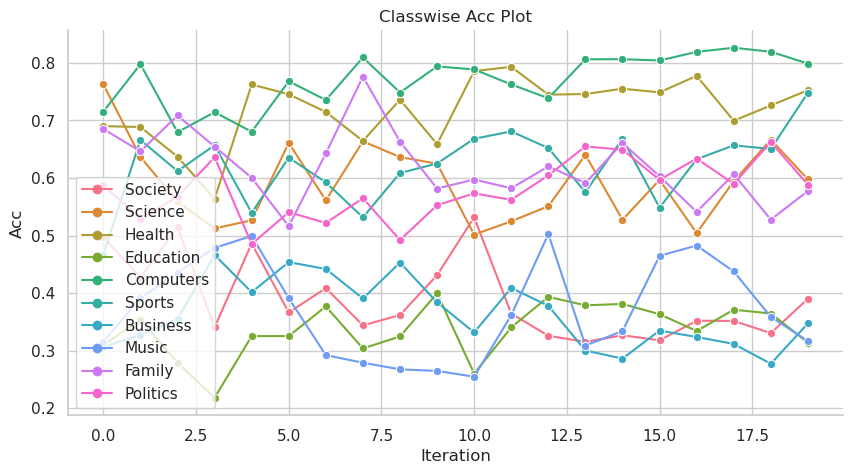 Classwise Acc Plot
Acc
0.8
0.7
0.6
0.5
0.4
0.3
0.2
Society
Science
Health
Education
Computers
Sports
Business
Music
Family
Politics
0.0 2.5 5.0 7.5 10.0 12.5 15.0 17.5
Iteration